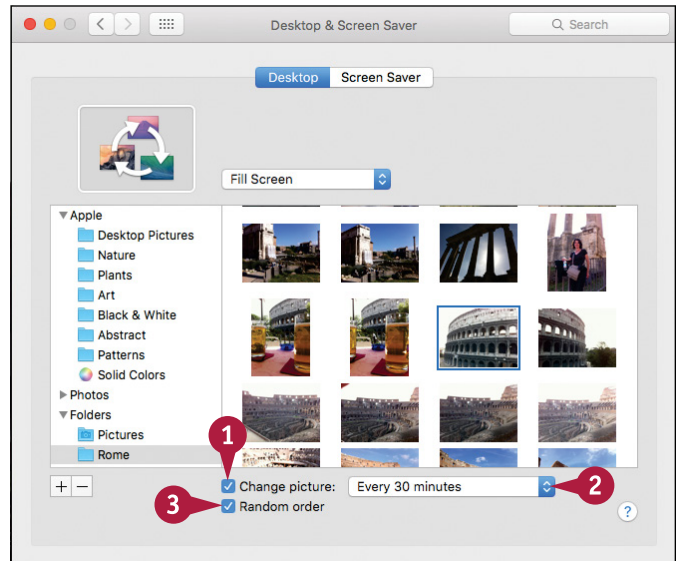 Desktop & Screen Saver
Search
Desktop
Screen Saver
Fill Screen
Apple
Desktop Pictures
Nature
Plants
Art
Black & White
Abstract
Patterns
Solid Colors
Photos
Folders
Pictures
Rome
1
+ −
Change picture:
Every 30 minutes
2
3
Random order
?